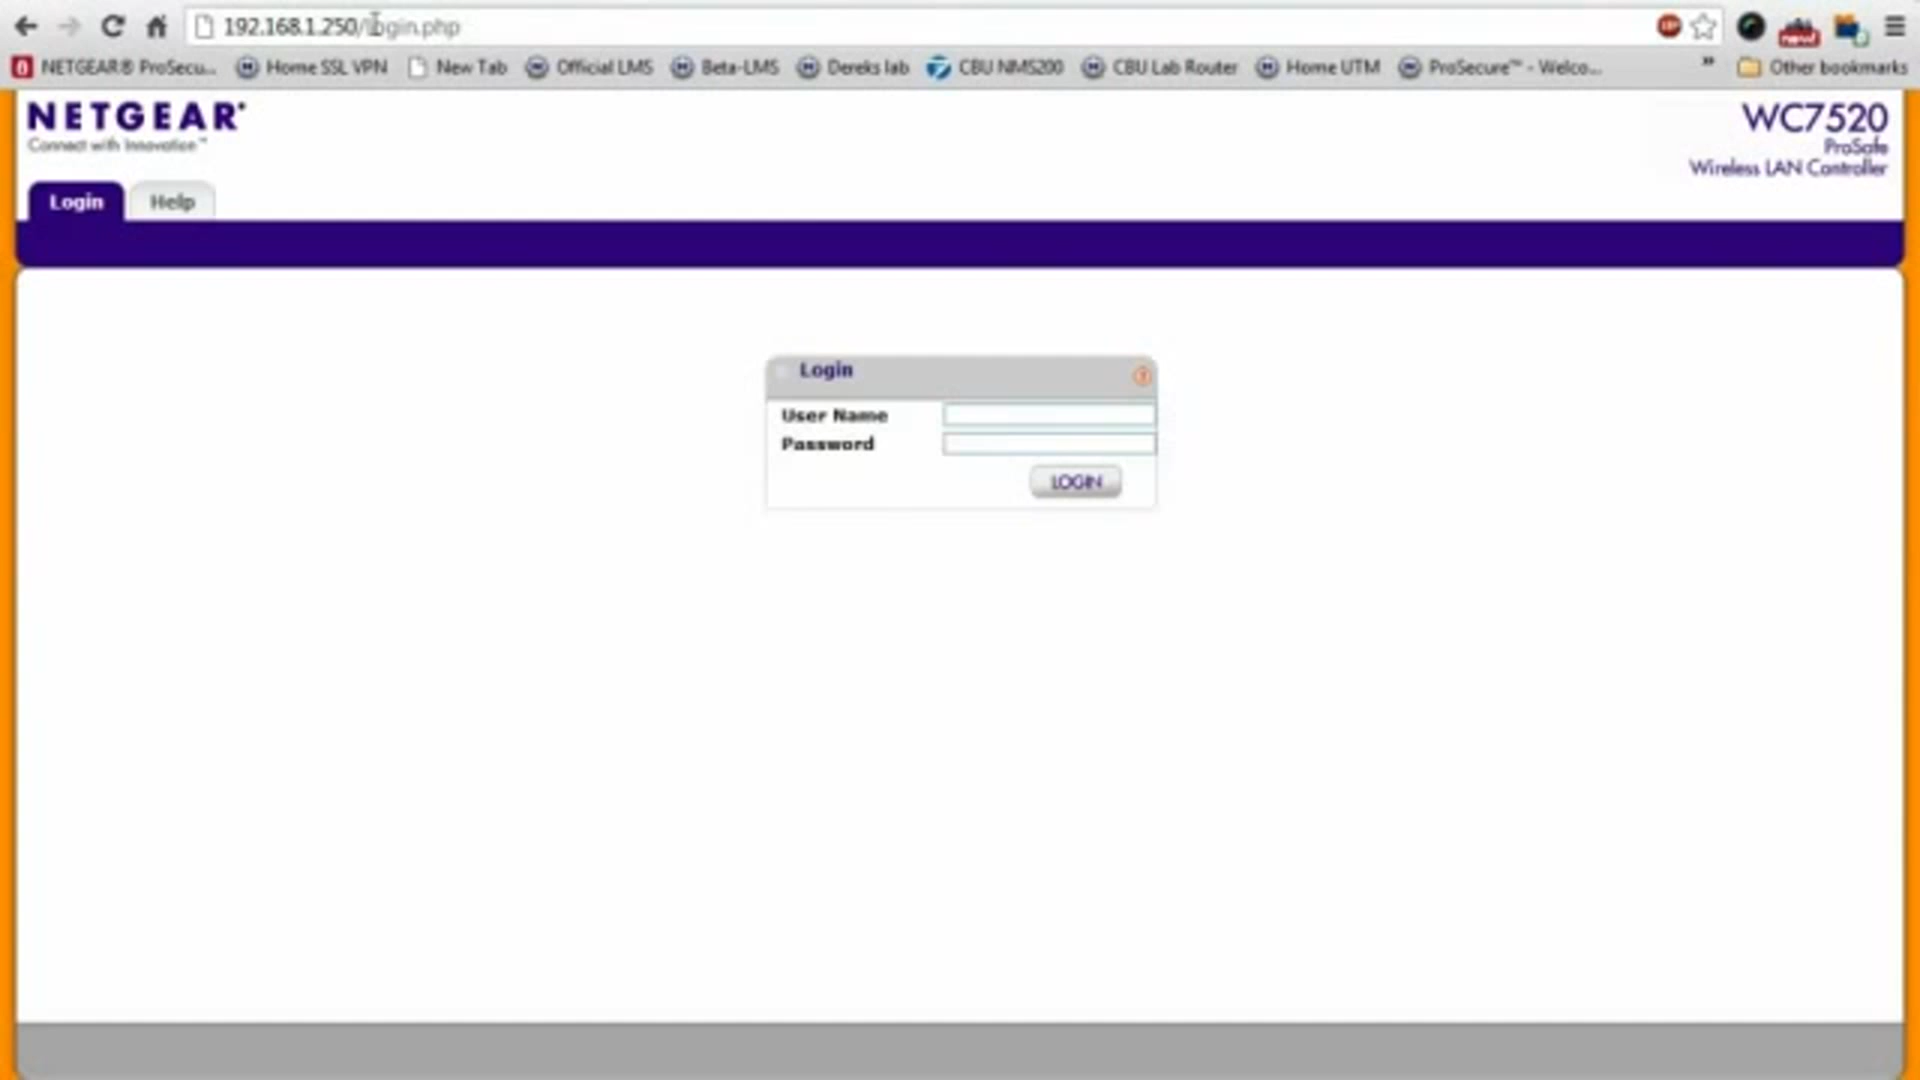 192.168.1.250/login.php
NETGEAR® ProSecu... Home SSL VPN New Tab Official LMS Beta-LMS Dereks lab CBU NMS200 CBU Lab Router Home UTM ProSecure™ - Welco... » Other bookmarks
NETGEAR®
Connect with Innovation™
WC7520
ProSafe
Wireless LAN Controller
Login Help
Login
User Name
Password
LOGIN